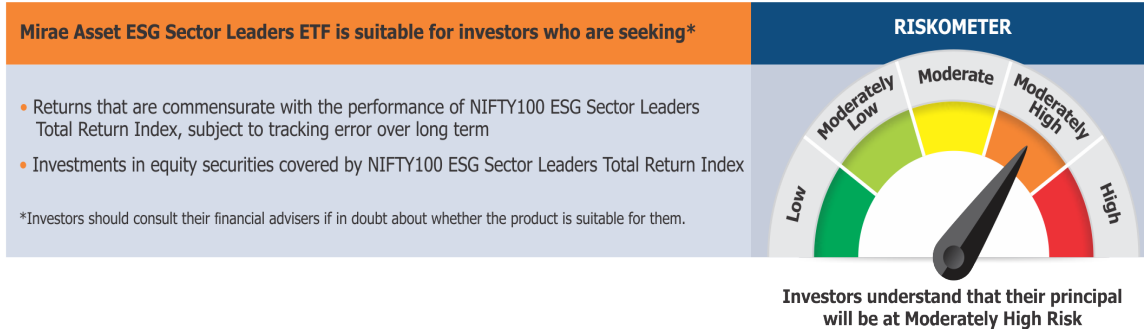 Mirae Asset ESG Sector Leaders ETF is suitable for investors who are seeking*
• Returns that are commensurate with the performance of NIFTY100 ESG Sector Leaders
Total Return Index, subject to tracking error over long term
• Investments in equity securities covered by NIFTY100 ESG Sector Leaders Total Return Index
*Investors should consult their financial advisers if in doubt about whether the product is suitable for them.
RISKOMETER
Low
Moderately
Low
Moderate
Moderately
High
High
Investors understand that their principal
will be at Moderately High Risk